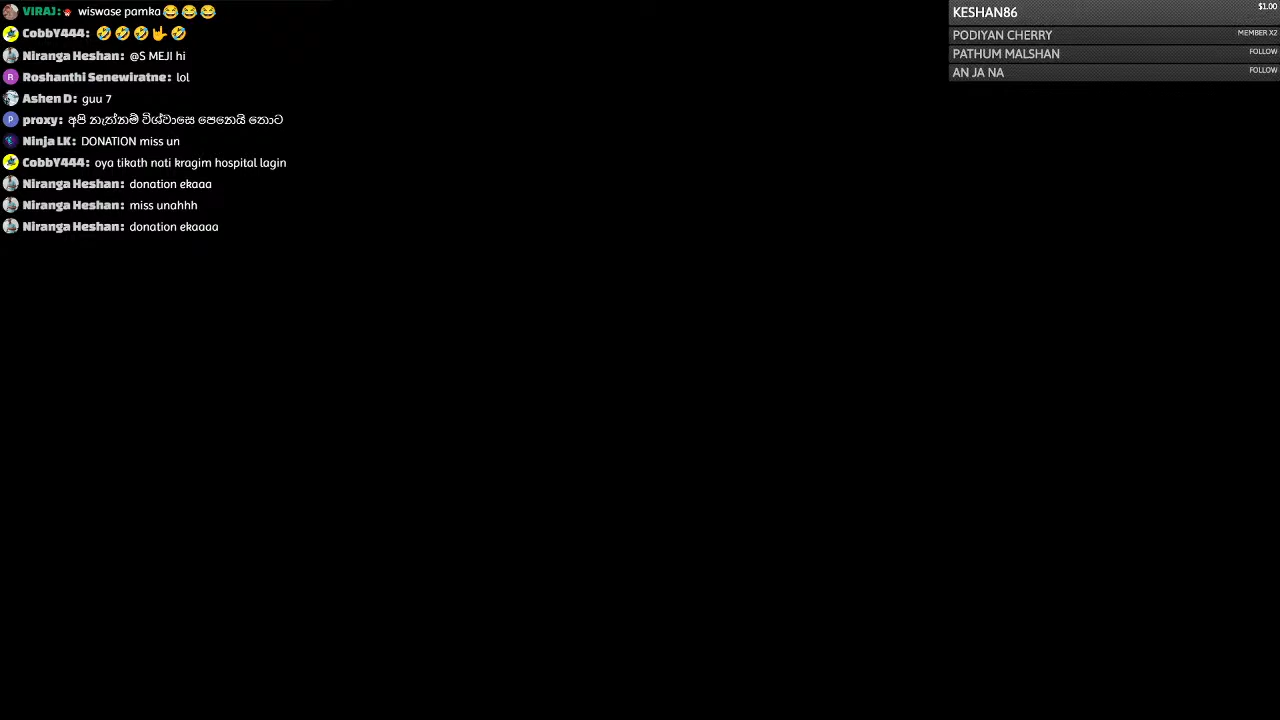 VIRAJ: wiswase pamka😂😂😂
CobbY444: 🤣🤣🤣🤟🤣
Niranga Heshan: @S MEJI hi
Roshanthi Senewiratne: lol
Ashen D: guu 7
proxy: අපි නැත්නම් විශ්වාසෙ පෙනෙයි තොට
Ninja LK: DONATION miss un
CobbY444: oya tikath nati kragim hospital lagin
Niranga Heshan: donation ekaaa
Niranga Heshan: miss unahhh
Niranga Heshan: donation ekaaaa
KESHAN86 $1.00
PODIYAN CHERRY MEMBER X2
PATHUM MALSHAN FOLLOW
AN JA NA FOLLOW